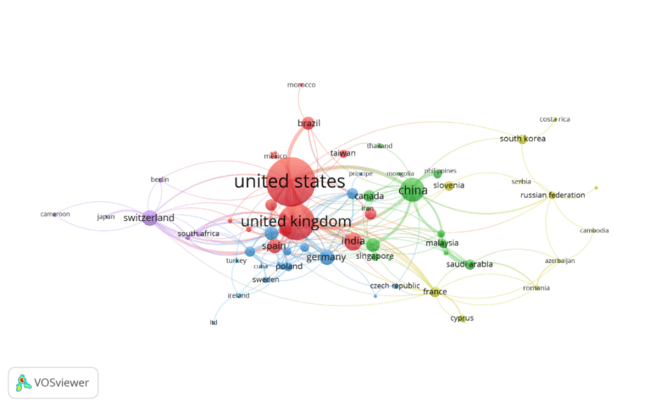 morocco
brazil
costa rica
south korea
thailand
taiwan
mexico
philippines
mongolia
principe
berlin
united states
slovenia
serbia
china
russian federation
canada
iran
cameroon
japan
switzerland
united kingdom
south africa
cambodia
india
malaysia
spain
singapore
germany
turkey
cuba
poland
saudi arabia
azerbaijan
sweden
czech republic
france
romania
ireland
cyprus
ltd
VOSviewer